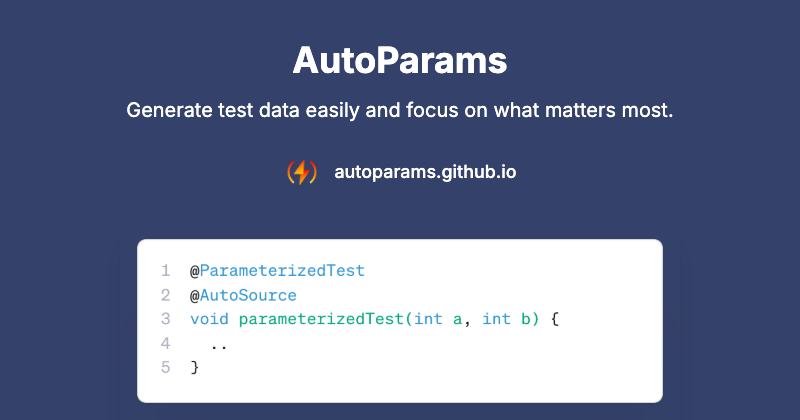 AutoParams
Generate test data easily and focus on what matters most.
autoparams.github.io
1 @ParameterizedTest
2 @AutoSource
3 void parameterizedTest(int a, int b) {
4   ..
5 }